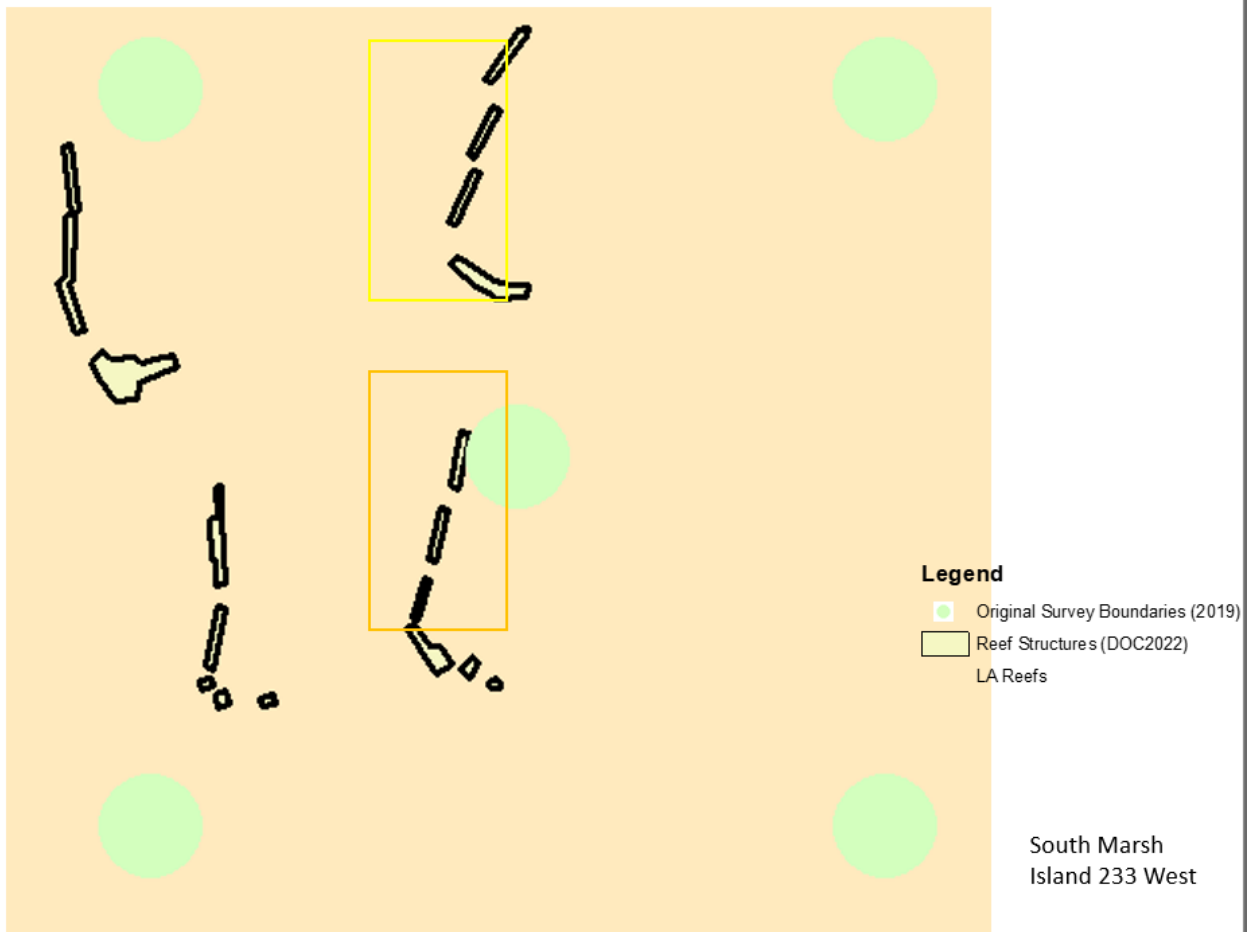 Legend
Original Survey Boundaries (2019)
Reef Structures (DOC2022)
LA Reefs
South Marsh
Island 233 West